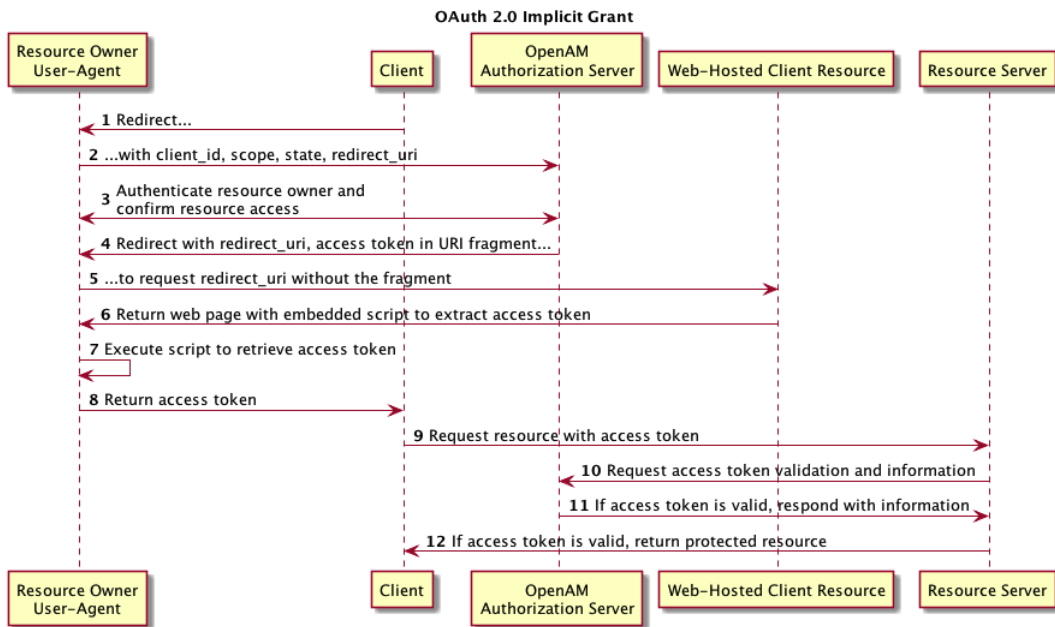 OAuth 2.0 Implicit Grant
Resource Owner
User-Agent
Client
OpenAM
Authorization Server
Web-Hosted Client Resource
Resource Server
1 Redirect...
2 ...with client_id, scope, state, redirect_uri
3 Authenticate resource owner and
confirm resource access
4 Redirect with redirect_uri, access token in URI fragment...
5 ...to request redirect_uri without the fragment
6 Return web page with embedded script to extract access token
7 Execute script to retrieve access token
8 Return access token
9 Request resource with access token
10 Request access token validation and information
11 If access token is valid, respond with information
12 If access token is valid, return protected resource
Resource Owner
User-Agent
Client
OpenAM
Authorization Server
Web-Hosted Client Resource
Resource Server